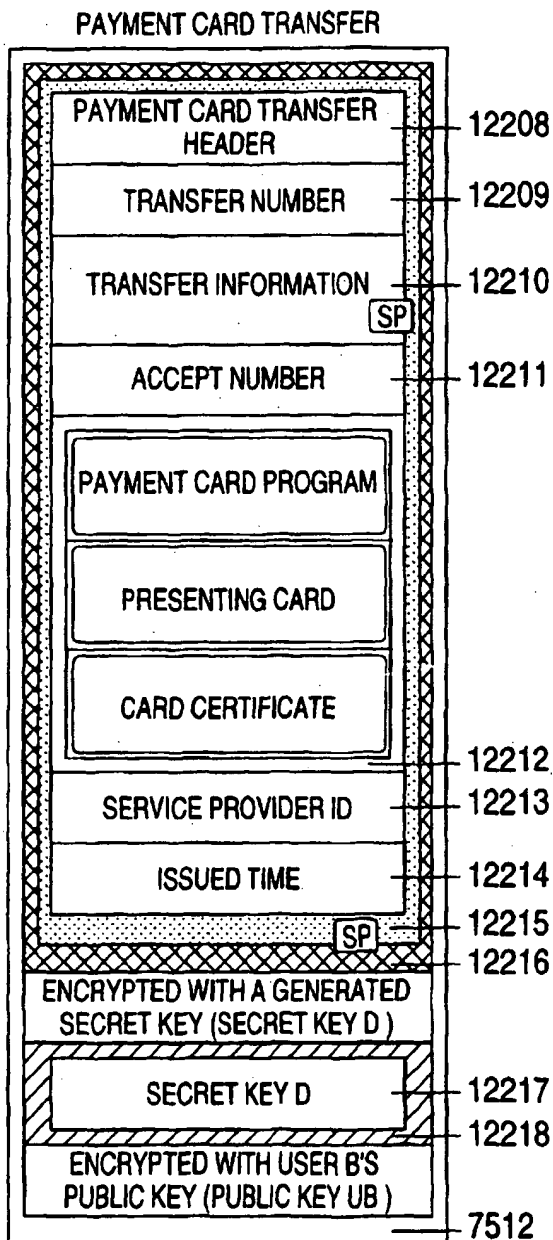 PAYMENT CARD TRANSFER
PAYMENT CARD TRANSFER
HEADER
12208
TRANSFER NUMBER
12209
TRANSFER INFORMATION
12210
SP
ACCEPT NUMBER
12211
PAYMENT CARD PROGRAM
PRESENTING CARD
CARD CERTIFICATE
12212
SERVICE PROVIDER ID
12213
ISSUED TIME
12214
SP
12215
12216
ENCRYPTED WITH A GENERATED
SECRET KEY (SECRET KEY D )
SECRET KEY D
12217
12218
ENCRYPTED WITH USER B'S
PUBLIC KEY (PUBLIC KEY UB )
7512